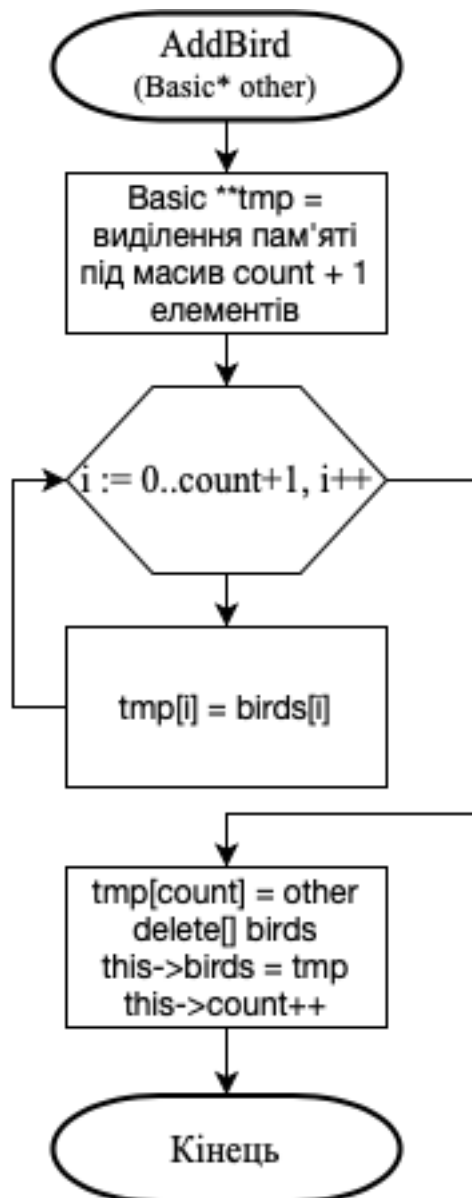 AddBird
(Basic* other)
Basic **tmp =
виділення пам'яті
під масив count + 1
елементів
i := 0..count+1, i++
tmp[i] = birds[i]
tmp[count] = other
delete[] birds
this->birds = tmp
this->count++
Кінець